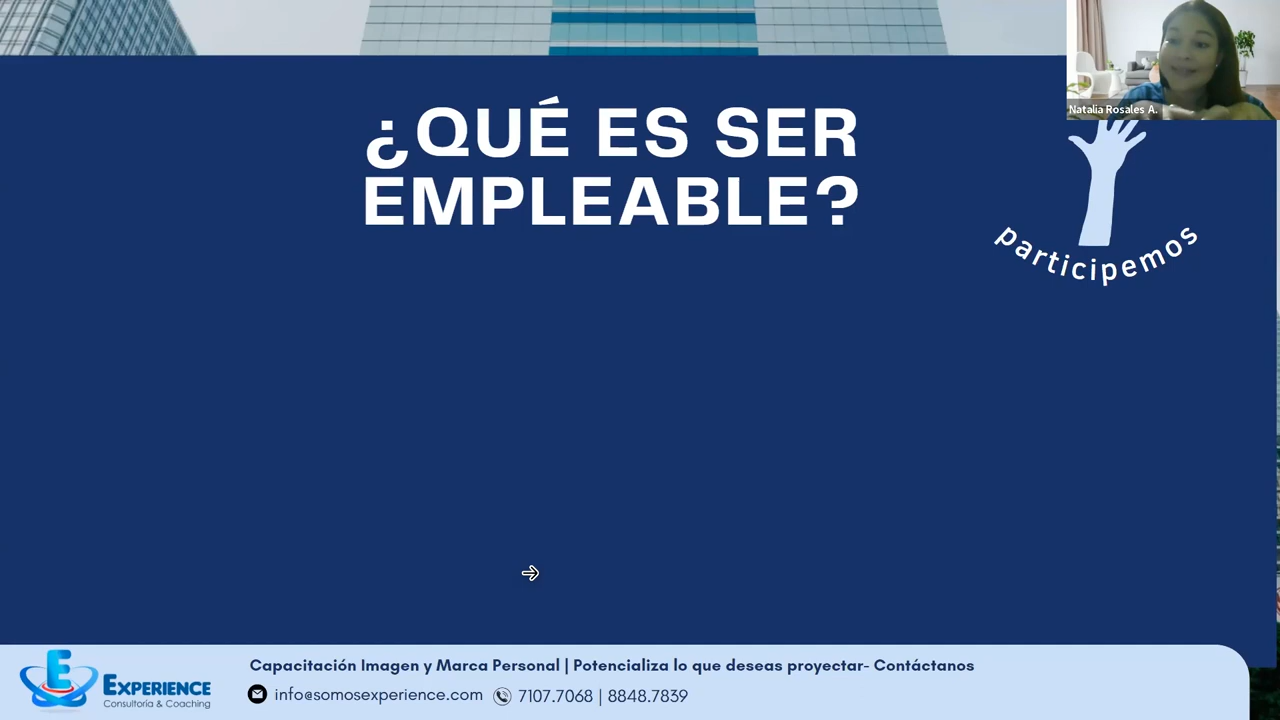 Natalia Rosales A.
¿QUÉ ES SER
EMPLEABLE?
participemos
Capacitación Imagen y Marca Personal | Potencializa lo que deseas proyectar- Contáctanos
info@somosexperience.com 7107.7068 | 8848.7839
E
EXPERIENCE
Consultoría & Coaching